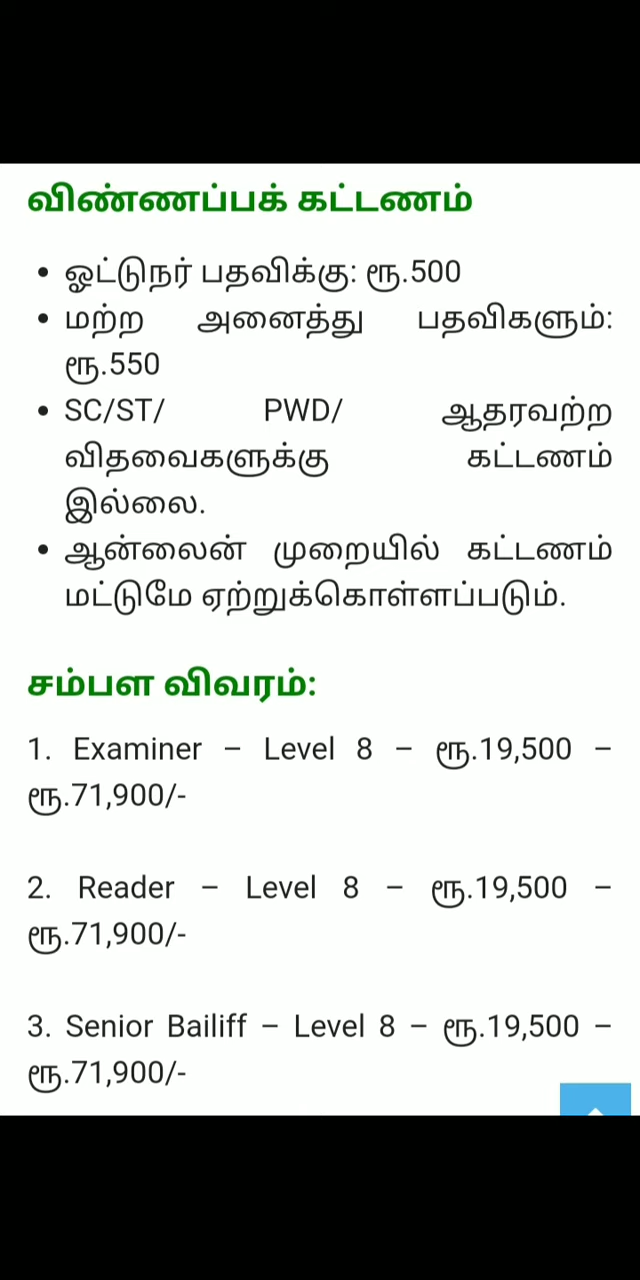 விண்ணப்பக் கட்டணம்
• ஓட்டுநர் பதவிக்கு: ரூ.500
• மற்ற அனைத்து பதவிகளும்:
ரூ.550
• SC/ST/ PWD/ ஆதரவற்ற
விதவைகளுக்கு கட்டணம்
இல்லை.
• ஆன்லைன் முறையில் கட்டணம்
மட்டுமே ஏற்றுக்கொள்ளப்படும்.
சம்பள விவரம்:
1. Examiner – Level 8 – ரூ.19,500 –
ரூ.71,900/-
2. Reader – Level 8 – ரூ.19,500 –
ரூ.71,900/-
3. Senior Bailiff – Level 8 – ரூ.19,500 –
ரூ.71,900/-